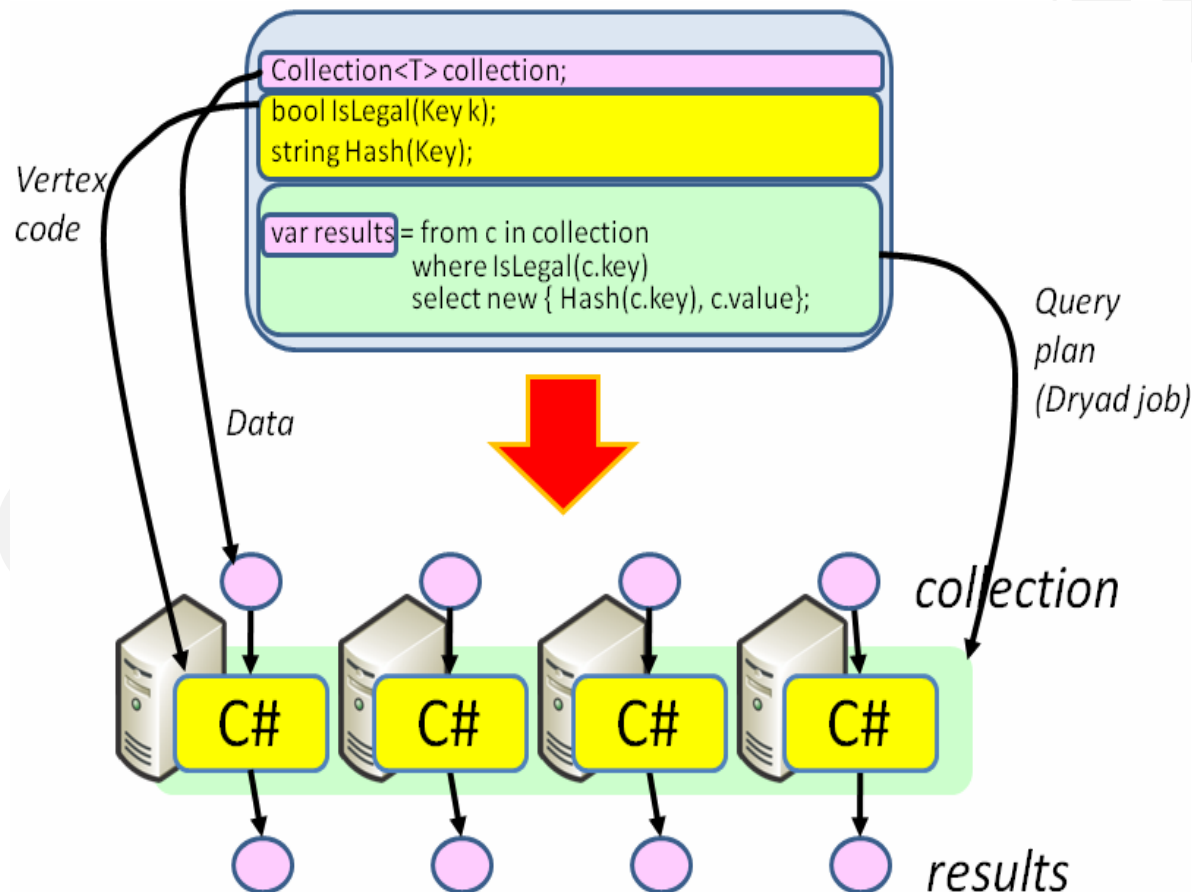 Collection<T> collection;
bool IsLegal(Key k);
string Hash(Key);
Vertex
code
var results = from c in collection
where IsLegal(c.key)
select new { Hash(c.key), c.value};
Query
plan
(Dryad job)
Data
collection
C#
C#
C#
C#
results